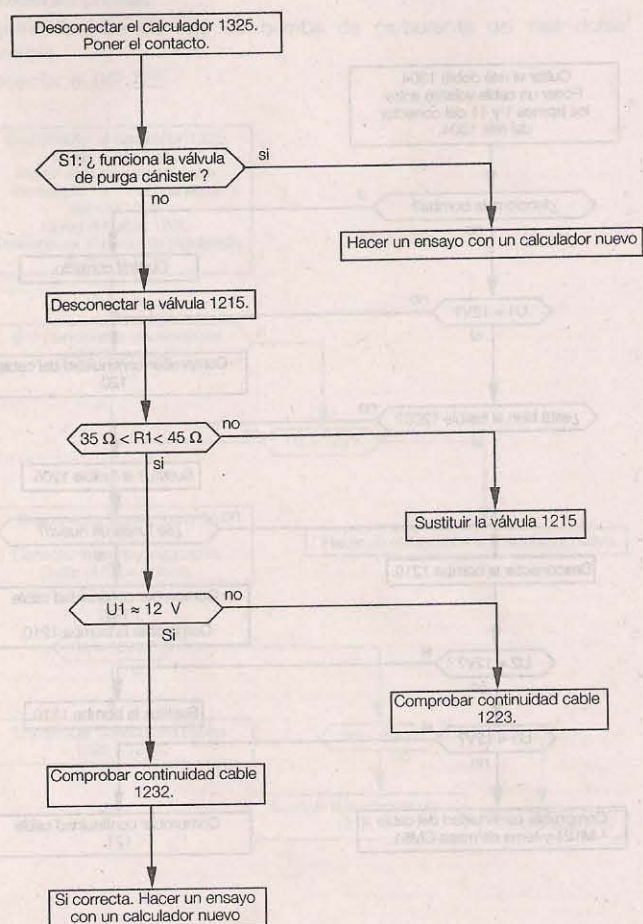 Desconectar el calculador 1325.
Poner el contacto.
S1: ¿ funciona la válvula
de purga cánister ?
si
no
Hacer un ensayo con un calculador nuevo
Desconectar la válvula 1215.
35 Ω < R1< 45 Ω
no
si
Sustituir la válvula 1215
U1 ≈ 12 V
no
Si
Comprobar continuidad cable
1223.
Comprobar continuidad cable
1232.
Si correcta. Hacer un ensayo
con un calculador nuevo